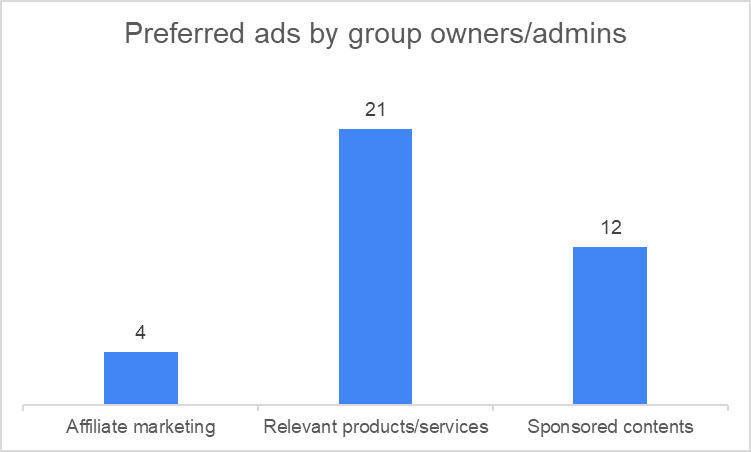 Preferred ads by group owners/admins
21
12
4
Affiliate marketing
Relevant products/services
Sponsored contents